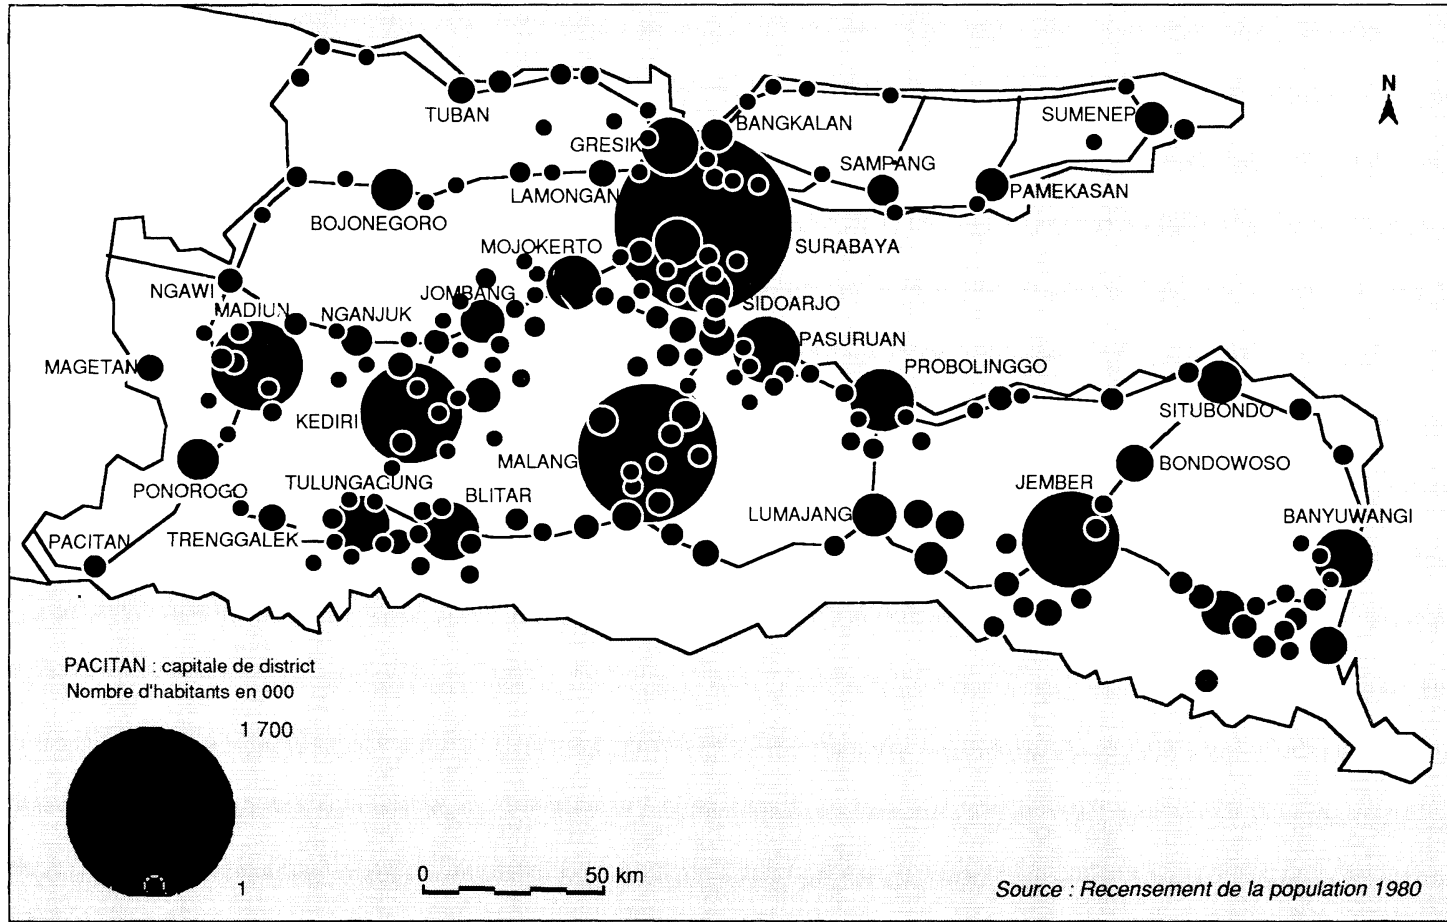 N
TUBAN
GRESIK
BANGKALAN
SUMENEP
SAMPANG
PAMEKASAN
LAMONGAN
BOJONEGORO
SURABAYA
MOJOKERTO
NGAWI
MADIUN
NGANJUK
JOMBANG
SIDOARJO
PASURUAN
MAGETAN
PROBOLINGGO
KEDIRI
SITUBONDO
MALANG
BONDOWOSO
PONOROGO
TULUNGAGUNG
BLITAR
JEMBER
LUMAJANG
BANYUWANGI
TRENGGALEK
PACITAN
PACITAN : capitale de district
Nombre d'habitants en 000
1 700
1
0 50 km
Source : Recensement de la population 1980